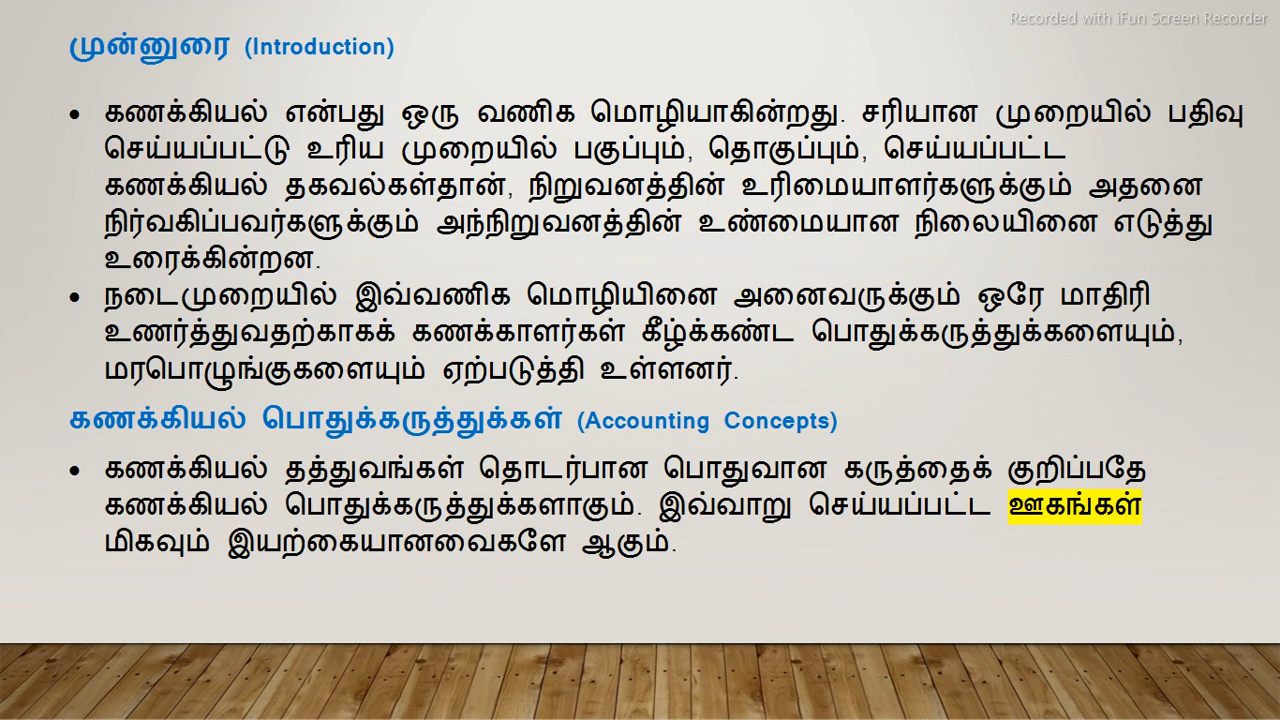 Recorded with iFun Screen Recorder
முன்னுரை (Introduction)
• கணக்கியல் என்பது ஒரு வணிக மொழியாகின்றது. சரியான முறையில் பதிவு
செய்யப்பட்டு உரிய முறையில் பகுப்பும், தொகுப்பும், செய்யப்பட்ட
கணக்கியல் தகவல்கள்தான், நிறுவனத்தின் உரிமையாளர்களுக்கும் அதனை
நிர்வகிப்பவர்களுக்கும் அந்நிறுவனத்தின் உண்மையான நிலையினை எடுத்து
உரைக்கின்றன.
• நடைமுறையில் இவ்வணிக மொழியினை அனைவருக்கும் ஒரே மாதிரி
உணர்த்துவதற்காகக் கணக்காளர்கள் கீழ்க்கண்ட பொதுக்கருத்துக்களையும்,
மரபொழுங்குகளையும் ஏற்படுத்தி உள்ளனர்.
கணக்கியல் பொதுக்கருத்துக்கள் (Accounting Concepts)
• கணக்கியல் தத்துவங்கள் தொடர்பான பொதுவான கருத்தைக் குறிப்பதே
கணக்கியல் பொதுக்கருத்துக்களாகும். இவ்வாறு செய்யப்பட்ட ஊகங்கள்
மிகவும் இயற்கையானவைகளே ஆகும்.